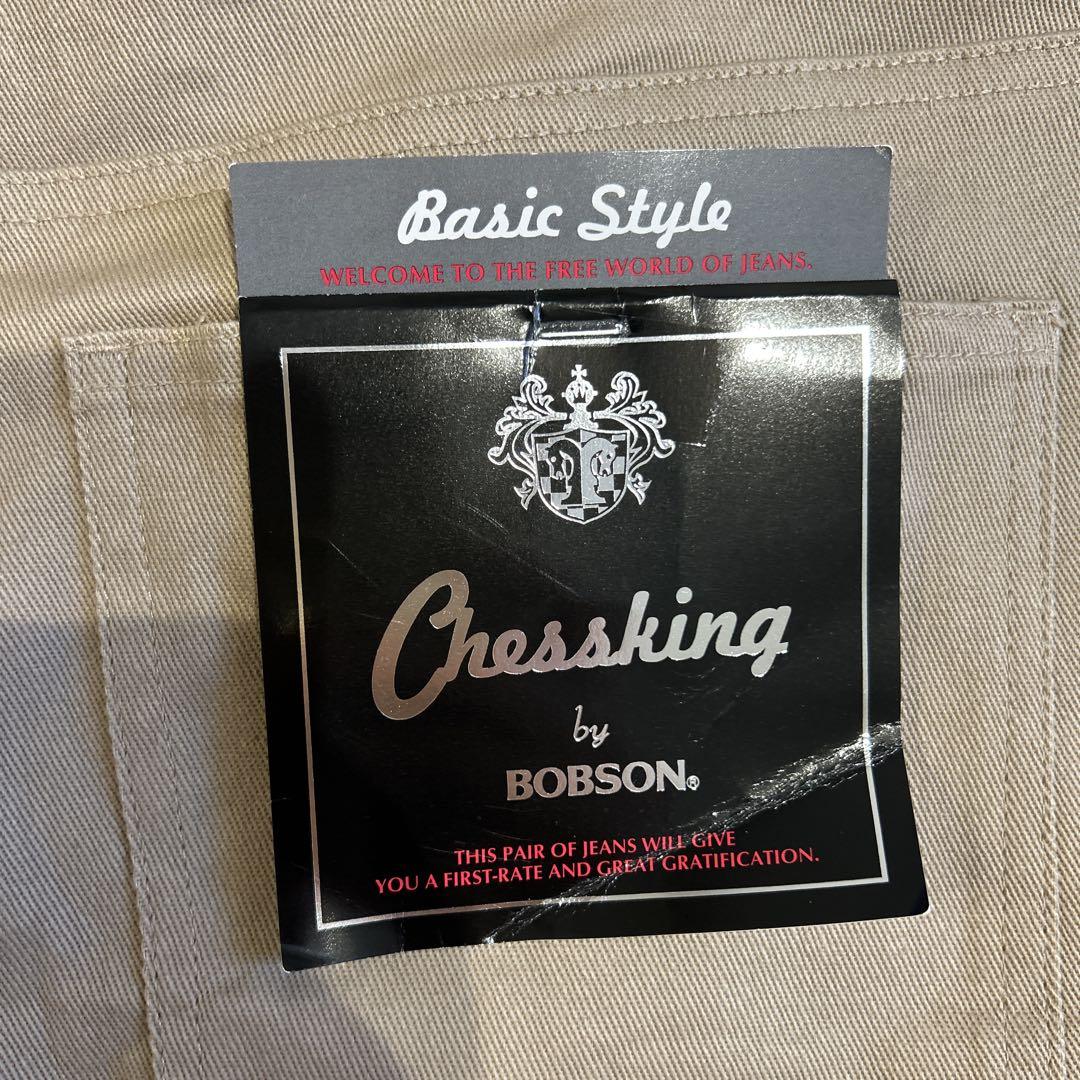 Basic Style
WELCOME TO THE FREE WORLD OF JEANS.
Chessking
by
BOBSON®
THIS PAIR OF JEANS WILL GIVE
YOU A FIRST-RATE AND GREAT GRATIFICATION.